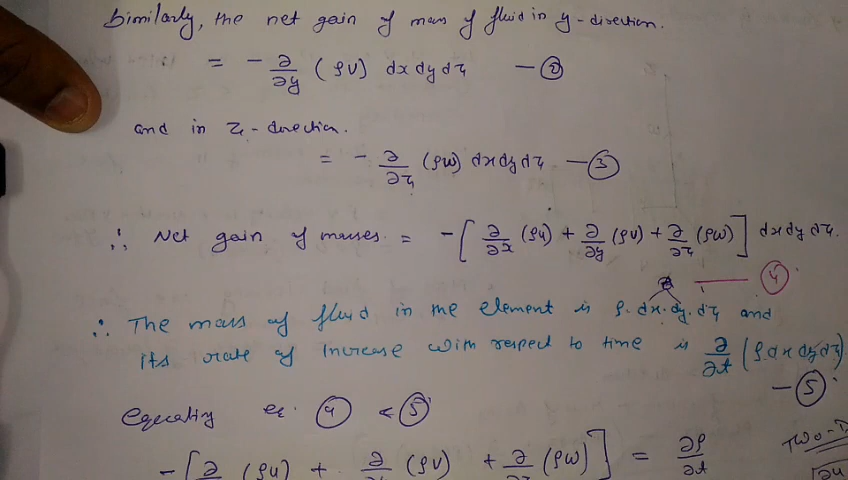 Similarly, the net gain of mass of fluid in y-direction.
= - ∂/∂y (ρv) dx dy dz — ②
and in z-direction.
= - ∂/∂z (ρw) dx dy dz — ③
∴ Net gain of masses = -[ ∂/∂x (ρu) + ∂/∂y (ρv) + ∂/∂z (ρw) ] dx dy dz.
— ④
∴ The mass of fluid in the element is ρ.dx.dy.dz and
its rate of increase with respect to time is ∂/∂t (ρ.dx dy dz)
— ⑤
Equating eq: ④ & ⑤
-[ ∂ (ρu) + ∂ (ρv) + ∂ (ρw) ] = ∂ρ/∂t
Two-D
∂u